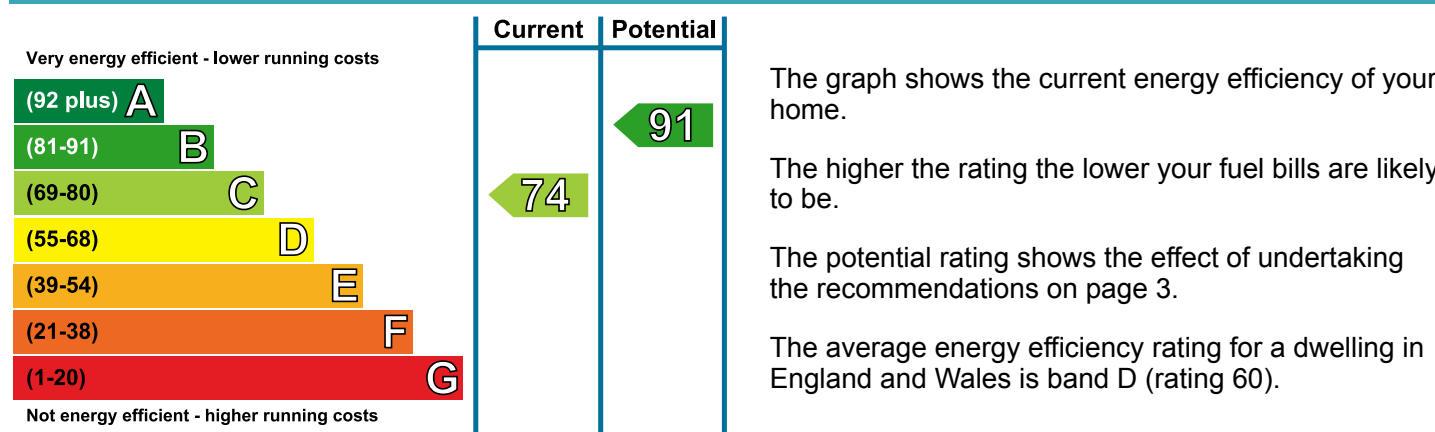 Current Potential
Very energy efficient - lower running costs
(92 plus) A
(81-91) B
(69-80) C
(55-68) D
(39-54) E
(21-38) F
(1-20) G
Not energy efficient - higher running costs
74
91
The graph shows the current energy efficiency of your
home.
The higher the rating the lower your fuel bills are likely
to be.
The potential rating shows the effect of undertaking
the recommendations on page 3.
The average energy efficiency rating for a dwelling in
England and Wales is band D (rating 60).